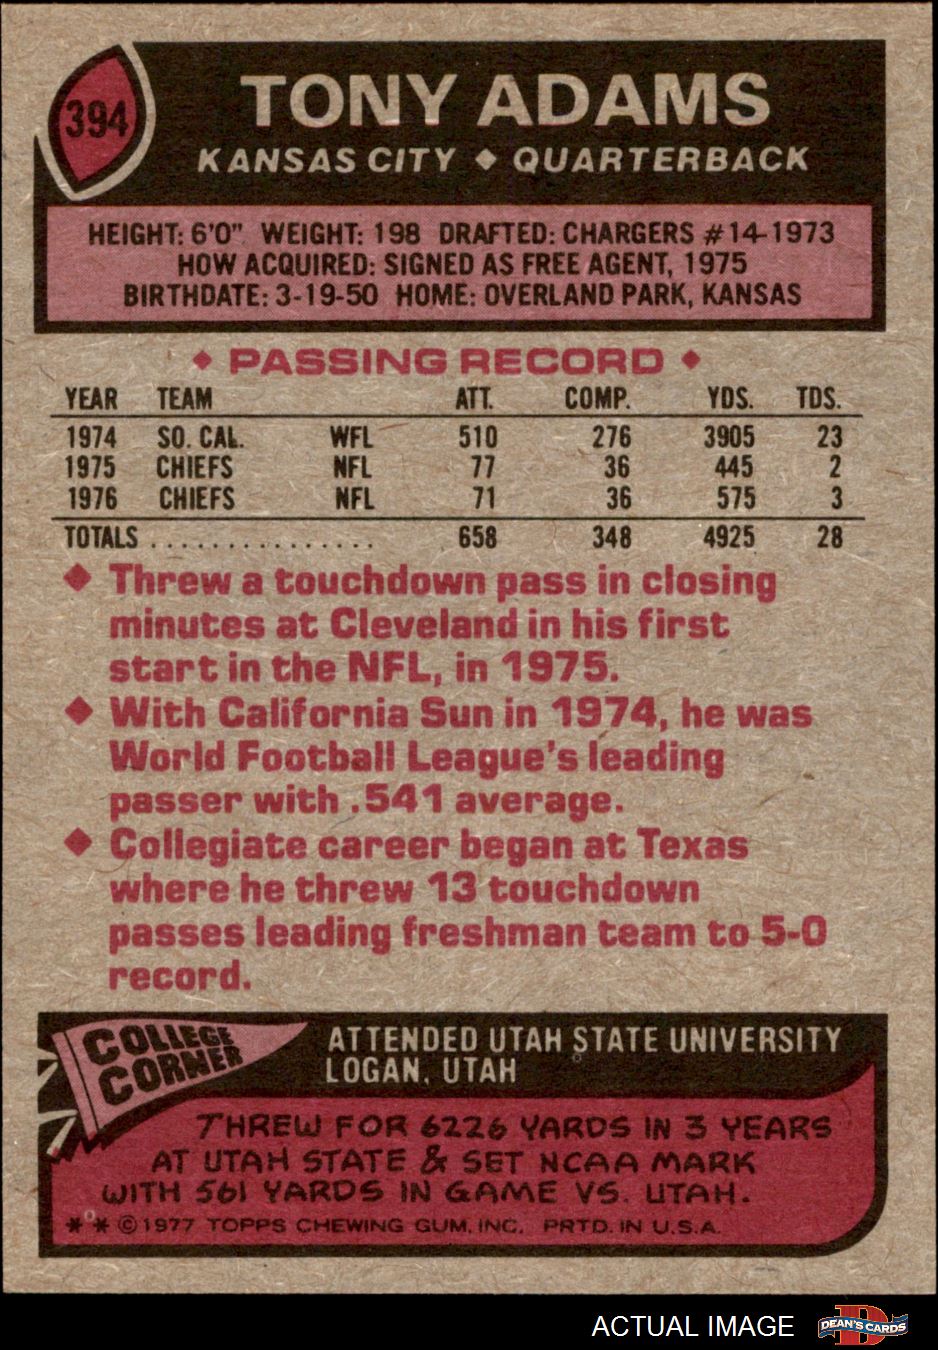 394
TONY ADAMS
KANSAS CITY ◆ QUARTERBACK
HEIGHT: 6'0" WEIGHT: 198 DRAFTED: CHARGERS #14-1973
HOW ACQUIRED: SIGNED AS FREE AGENT, 1975
BIRTHDATE: 3-19-50 HOME: OVERLAND PARK, KANSAS
◆ PASSING RECORD ◆
YEAR TEAM ATT. COMP. YDS. TDS.
1974 SO. CAL. WFL 510 276 3905 23
1975 CHIEFS NFL 77 36 445 2
1976 CHIEFS NFL 71 36 575 3
TOTALS ............... 658 348 4925 28
◆ Threw a touchdown pass in closing
minutes at Cleveland in his first
start in the NFL, in 1975.
◆ With California Sun in 1974, he was
World Football League's leading
passer with .541 average.
◆ Collegiate career began at Texas
where he threw 13 touchdown
passes leading freshman team to 5-0
record.
COLLEGE
CORNER
ATTENDED UTAH STATE UNIVERSITY
LOGAN, UTAH
THREW FOR 6226 YARDS IN 3 YEARS
AT UTAH STATE & SET NCAA MARK
WITH 561 YARDS IN GAME VS. UTAH.
** © 1977 TOPPS CHEWING GUM, INC. PRTD. IN U.S.A.
ACTUAL IMAGE
D
DEAN'S CARDS